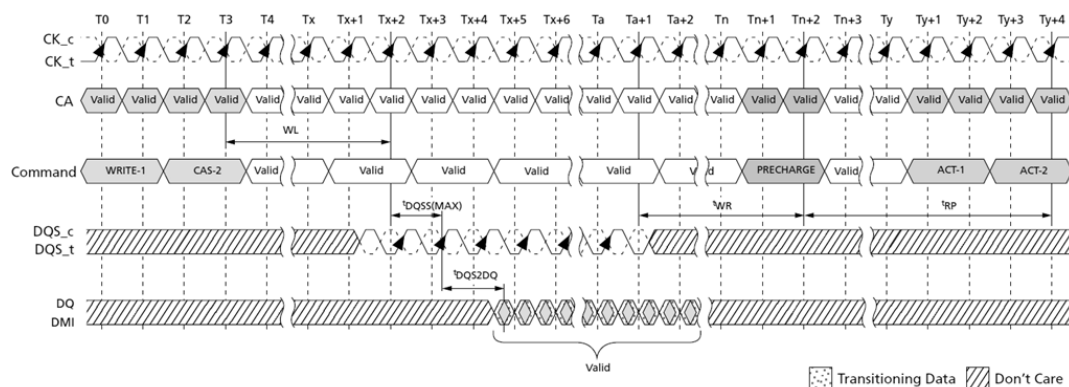 T0 T1 T2 T3 T4 Tx Tx+1 Tx+2 Tx+3 Tx+4 Tx+5 Tx+6 Ta Ta+1 Ta+2 Tn Tn+1 Tn+2 Tn+3 Ty Ty+1 Ty+2 Ty+3 Ty+4
CK_c
CK_t
CA Valid Valid Valid Valid Valid Valid Valid Valid Valid Valid Valid Valid Valid Valid Valid Valid Valid Valid Valid Valid Valid Valid Valid Valid
WL
Command WRITE-1 CAS-2 Valid Valid Valid Valid Valid Valid PRECHARGE Valid Valid ACT-1 ACT-2
tDQSS(MAX) tWR tRP
DQS_c
DQS_t
tDQS2DQ
DQ
DMI
Valid
Transitioning Data Don't Care